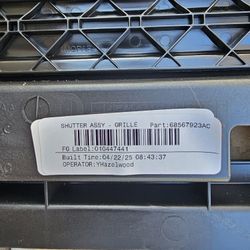 SHUTTER ASSY - GRILLE Part:68567923AC
FG Label:010447441
Built Time:04/22/25 08:43:37
OPERATOR:YHazelwood